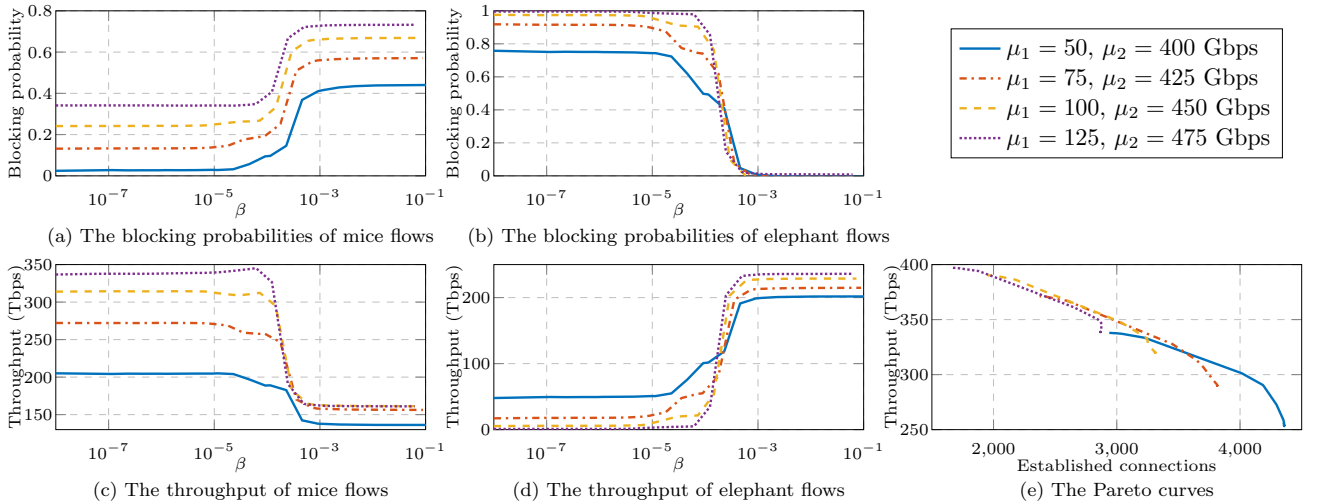 0.8
0.6
0.4
0.2
0
Blocking probability
10⁻⁷ 10⁻⁵ 10⁻³ 10⁻¹
β
(a) The blocking probabilities of mice flows
1
0.8
0.6
0.4
0.2
0
Blocking probability
10⁻⁷ 10⁻⁵ 10⁻³ 10⁻¹
β
(b) The blocking probabilities of elephant flows
μ₁ = 50, μ₂ = 400 Gbps
μ₁ = 75, μ₂ = 425 Gbps
μ₁ = 100, μ₂ = 450 Gbps
μ₁ = 125, μ₂ = 475 Gbps
350
300
250
200
150
Throughput (Tbps)
10⁻⁷ 10⁻⁵ 10⁻³ 10⁻¹
β
(c) The throughput of mice flows
200
100
0
Throughput (Tbps)
10⁻⁷ 10⁻⁵ 10⁻³ 10⁻¹
β
(d) The throughput of elephant flows
400
350
300
250
Throughput (Tbps)
2,000 3,000 4,000
Established connections
(e) The Pareto curves